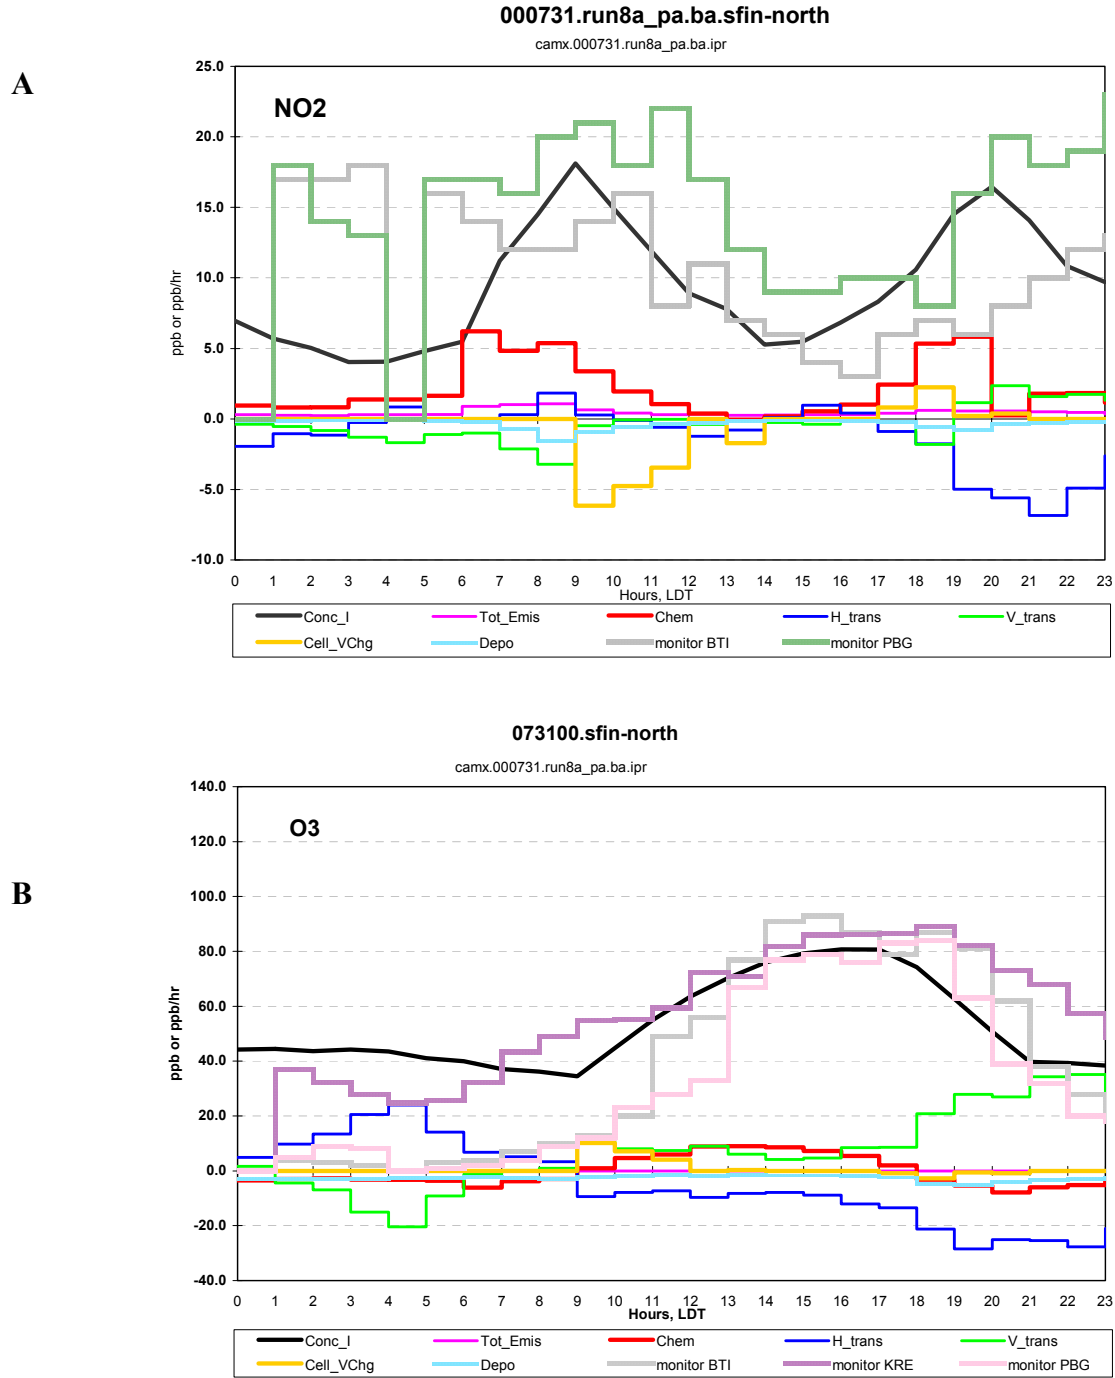 000731.run8a_pa.ba.sfin-north
camx.000731.run8a_pa.ba.ipr
A
NO2
ppb or ppb/hr
25.0
20.0
15.0
10.0
5.0
0.0
-5.0
-10.0
0 1 2 3 4 5 6 7 8 9 10 11 12 13 14 15 16 17 18 19 20 21 22 23
Hours, LDT
Conc_I Tot_Emis Chem H_trans V_trans
Cell_VChg Depo monitor BTI monitor PBG
073100.sfin-north
camx.000731.run8a_pa.ba.ipr
B
O3
ppb or ppb/hr
140.0
120.0
100.0
80.0
60.0
40.0
20.0
0.0
-20.0
-40.0
0 1 2 3 4 5 6 7 8 9 10 11 12 13 14 15 16 17 18 19 20 21 22 23
Hours, LDT
Conc_I Tot_Emis Chem H_trans V_trans
Cell_VChg Depo monitor BTI monitor KRE monitor PBG